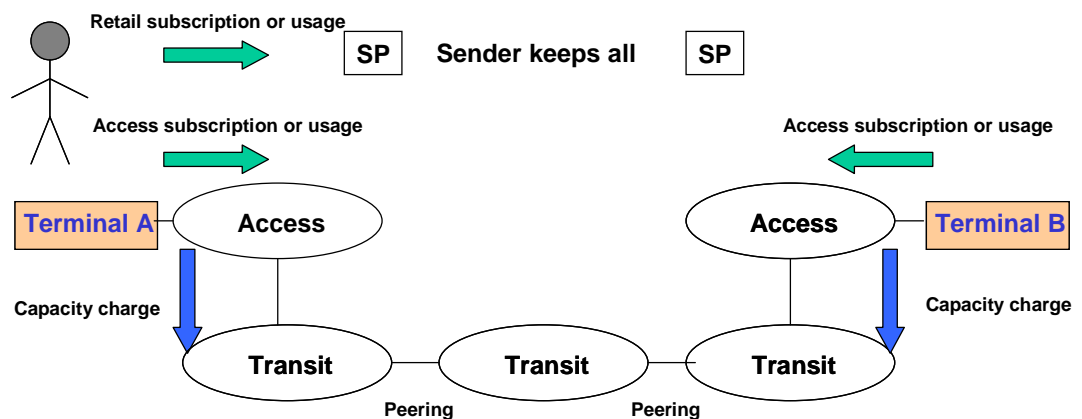 Retail subscription or usage
SP
Sender keeps all
SP
Access subscription or usage
Access subscription or usage
Terminal A
Access
Access
Terminal B
Capacity charge
Capacity charge
Transit
Transit
Transit
Peering
Peering